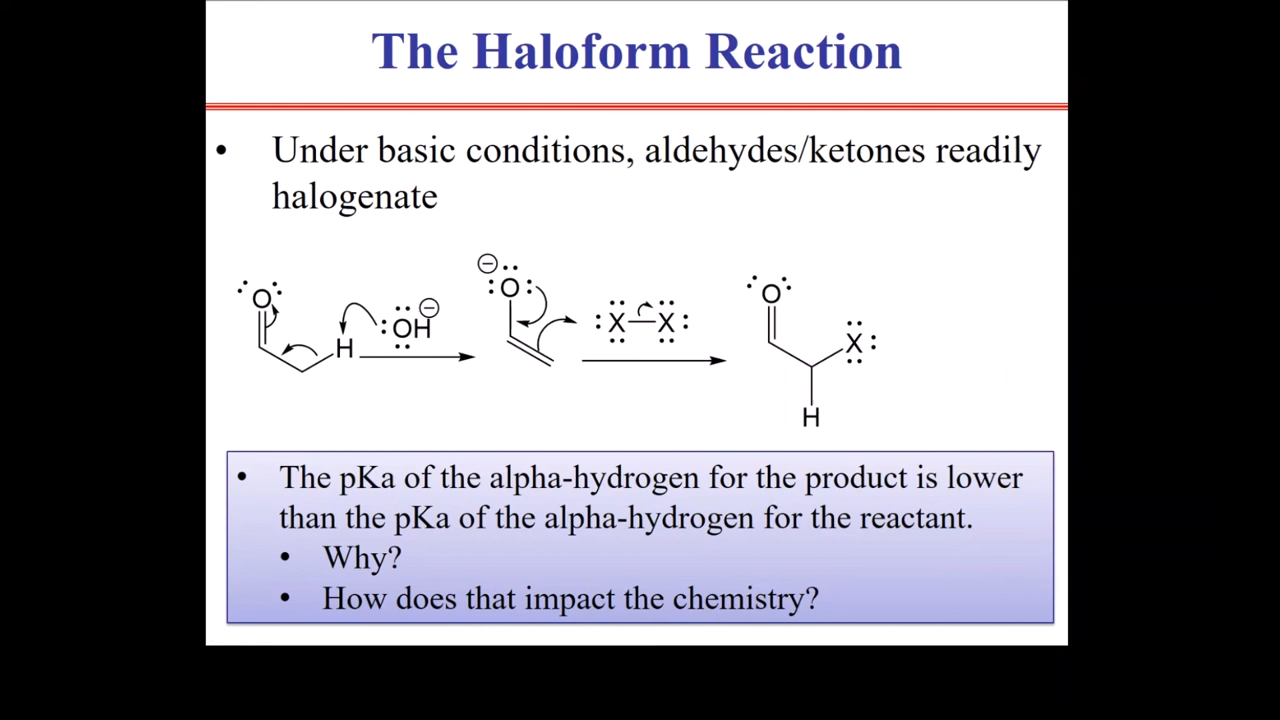 The Haloform Reaction
• Under basic conditions, aldehydes/ketones readily
halogenate
O H OH ⊖ ⊖ O X X O X H
• The pKa of the alpha-hydrogen for the product is lower
than the pKa of the alpha-hydrogen for the reactant.
• Why?
• How does that impact the chemistry?